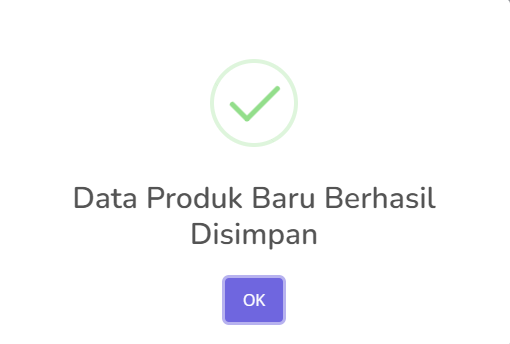 Data Produk Baru Berhasil
Disimpan
OK